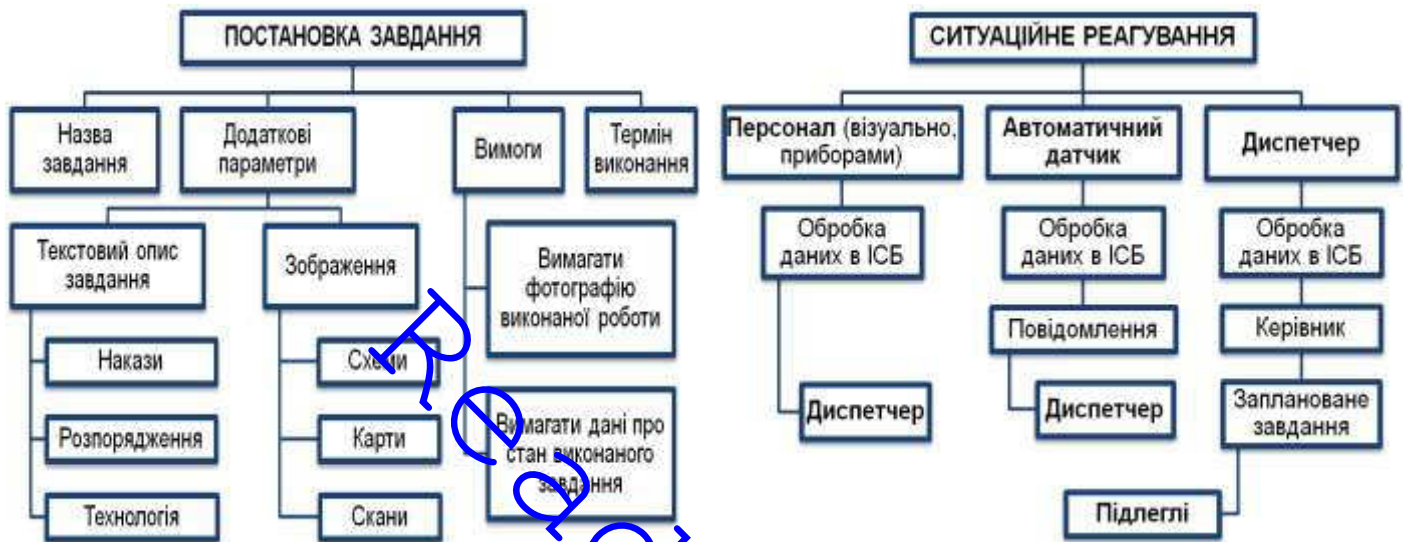 ПОСТАНОВКА ЗАВДАННЯ
Назва
завдання
Додаткові
параметри
Вимоги
Термін
виконання
Текстовий опис
завдання
Зображення
Накази
Розпорядження
Технологія
Схеми
Карти
Скани
Вимагати
фотографію
виконаної роботи
Вимагати дані про
стан виконаного
завдання
СИТУАЦІЙНЕ РЕАГУВАННЯ
Персонал (візуально,
приборами)
Автоматичний
датчик
Диспетчер
Обробка
даних в ІСБ
Диспетчер
Обробка
даних в ІСБ
Повідомлення
Диспетчер
Обробка
даних в ІСБ
Керівник
Заплановане
завдання
Підлеглі